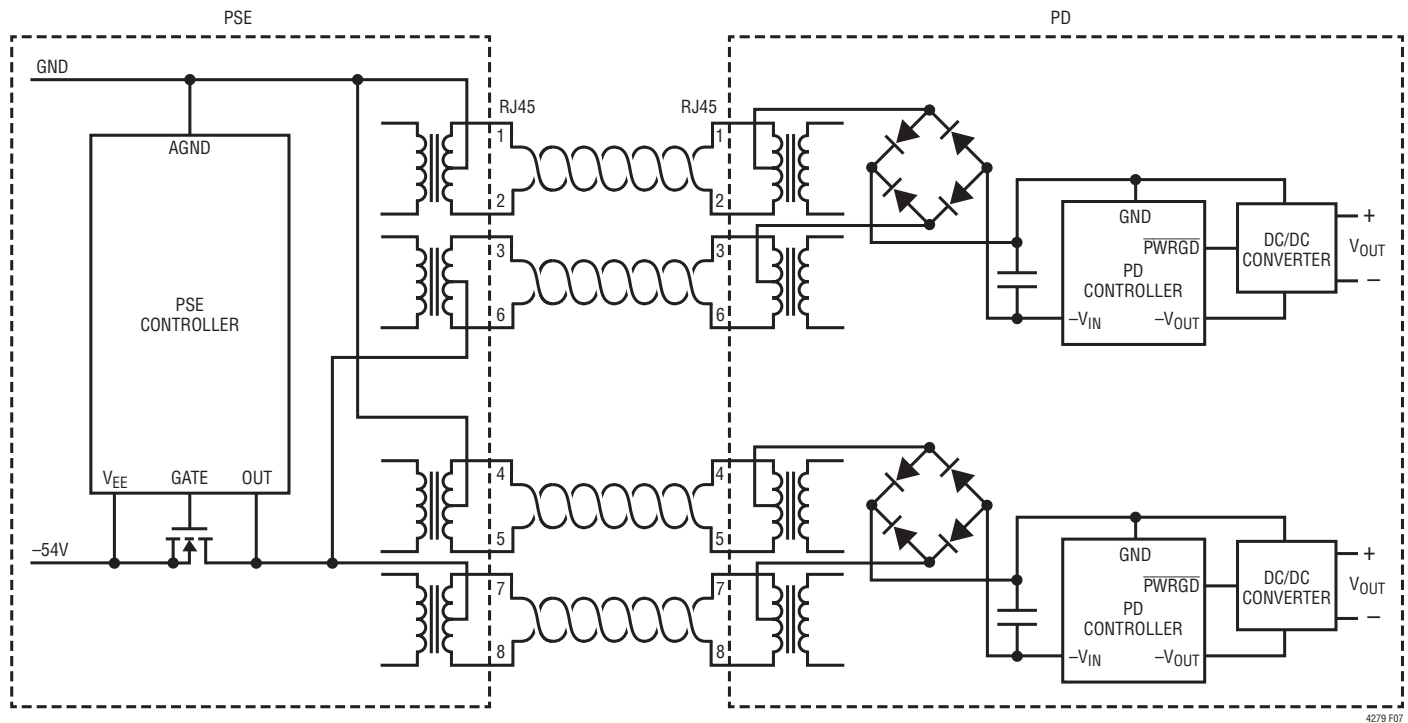 PSE
PD
GND
AGND
PSE
CONTROLLER
VEE
GATE
OUT
–54V
RJ45
RJ45
1
2
3
6
4
5
7
8
1
2
3
6
4
5
7
8
GND
PWRGD
PD
CONTROLLER
–VIN
–VOUT
DC/DC
CONVERTER
+
VOUT
–
GND
PWRGD
PD
CONTROLLER
–VIN
–VOUT
DC/DC
CONVERTER
+
VOUT
–
4279 F07